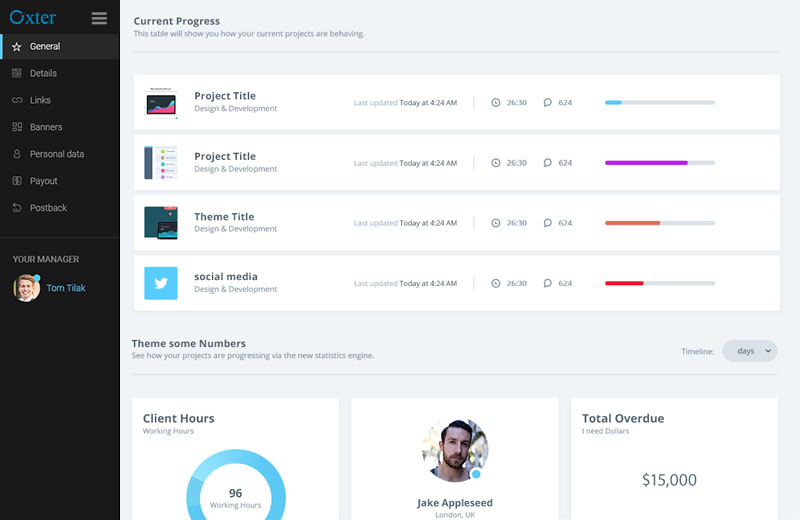 Oxter
General
Details
Links
Banners
Personal data
Payout
Postback
YOUR MANAGER
Tom Tilak
Current Progress
This table will show you how your current projects are behaving.
Project Title
Design & Development
Last updated Today at 4:24 AM
26:30
624
Project Title
Design & Development
Last updated Today at 4:24 AM
26:30
624
Theme Title
Design & Development
Last updated Today at 4:24 AM
26:30
624
social media
Design & Development
Last updated Today at 4:24 AM
26:30
624
Theme some Numbers
See how your projects are progressing via the new statistics engine.
Timeline:
days
Client Hours
Working Hours
96
Working Hours
Jake Appleseed
London, UK
Total Overdue
I need Dollars
$15,000